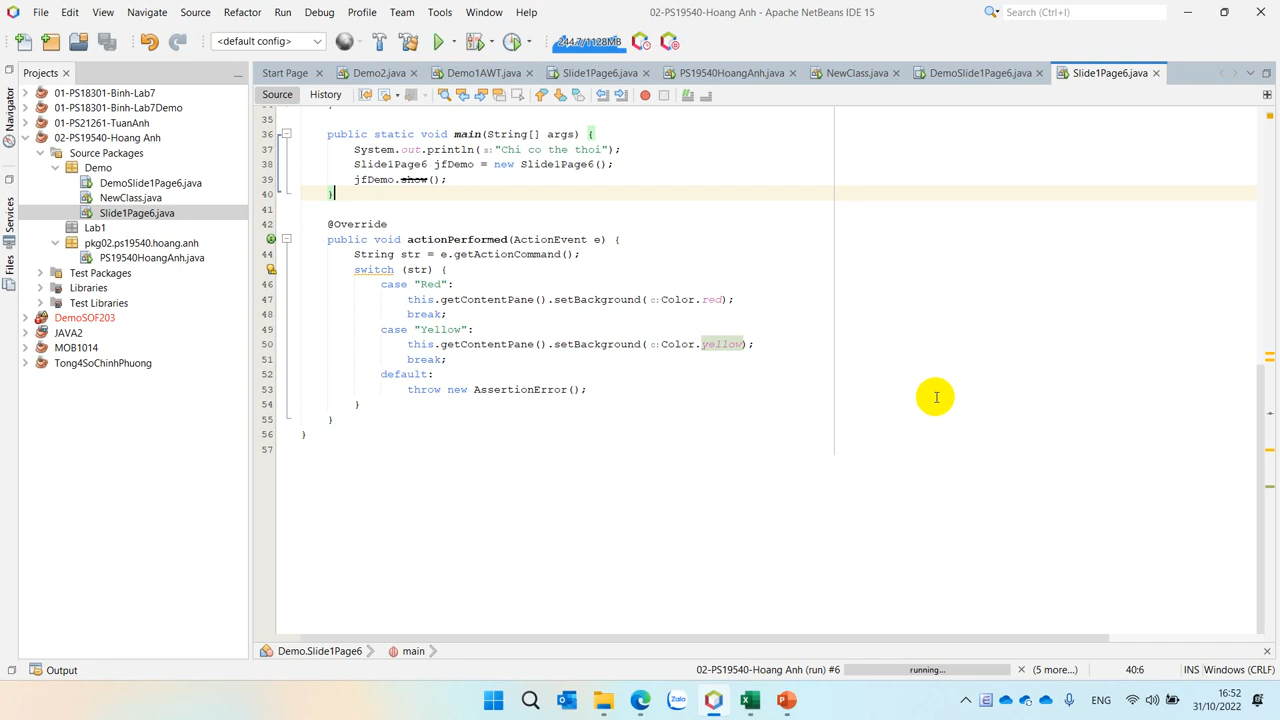 File Edit View Navigate Source Refactor Run Debug Profile Team Tools Window Help
02-PS19540-Hoang Anh - Apache NetBeans IDE 15
Search (Ctrl+I)
<default config>
244.7/1128MB
Projects
Start Page
Demo2.java
Demo1AWT.java
Slide1Page6.java
PS19540HoangAnh.java
NewClass.java
DemoSlide1Page6.java
Slide1Page6.java
Source History
Navigator
Services
Files
01-PS18301-Binh-Lab7
01-PS18301-Binh-Lab7Demo
01-PS21261-TuanAnh
02-PS19540-Hoang Anh
Source Packages
Demo
DemoSlide1Page6.java
NewClass.java
Slide1Page6.java
Lab1
pkg02.ps19540.hoang.anh
PS19540HoangAnh.java
Test Packages
Libraries
Test Libraries
DemoSOF203
JAVA2
MOB1014
Tong4SoChinhPhuong
35
36 public static void main(String[] args) {
37 System.out.println(s:"Chi co the thoi");
38 Slide1Page6 jfDemo = new Slide1Page6();
39 jfDemo.show();
40 }
41
42 @Override
public void actionPerformed(ActionEvent e) {
44 String str = e.getActionCommand();
switch (str) {
46 case "Red":
47 this.getContentPane().setBackground(c:Color.red);
48 break;
49 case "Yellow":
50 this.getContentPane().setBackground(c:Color.yellow);
51 break;
52 default:
53 throw new AssertionError();
54 }
55 }
56 }
57
Demo.Slide1Page6 main
Output
02-PS19540-Hoang Anh (run) #6 running... (5 more...) 40:6 INS Windows (CRLF)
Zalo
ENG
16:52
31/10/2022